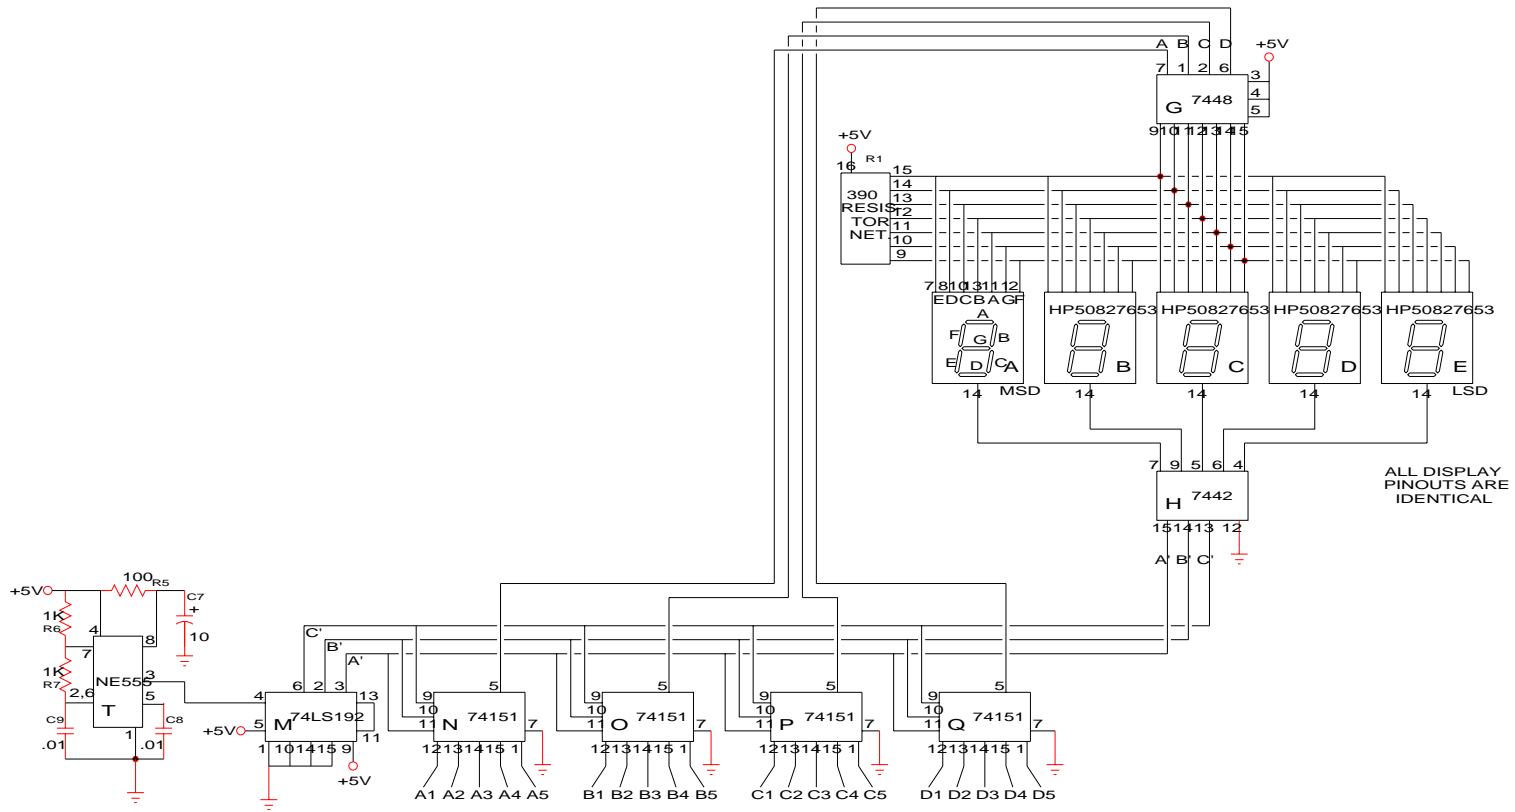 A B C D
+5V
7 1 2 6
3
4
5
G 7448
9 10 11 12 13 14 15
+5V
16 R1
15
14
13
12
11
10
9
390
RESIS
TOR
NET.
7 8 10 13 1 11 2
E D C B A G F
A
F G B
E D C A
HP50827653
B
HP50827653
C
HP50827653
D
HP50827653
E
14 MSD
14
14
14
14 LSD
7 9 5 6 4
H 7442
15 14 13 12
A' B' C'
ALL DISPLAY
PINOUTS ARE
IDENTICAL
+5V
100 R5
C7
+
10
1K
R6
4
8
7
1K
R7
NE555
3
2,6
5
T
C9
.01
C8
.01
1
C'
B'
A'
6 2 3 13
4
74LS192
M
+5V 5
11
1 10 14 15 9
+5V
5
9
10
11
74151
N
7
12 13 14 15 1
A1 A2 A3 A4 A5
5
9
10
11
74151
O
7
12 13 14 15 1
B1 B2 B3 B4 B5
5
9
10
11
74151
P
7
12 13 14 15 1
C1 C2 C3 C4 C5
5
9
10
11
74151
Q
7
12 13 14 15 1
D1 D2 D3 D4 D5